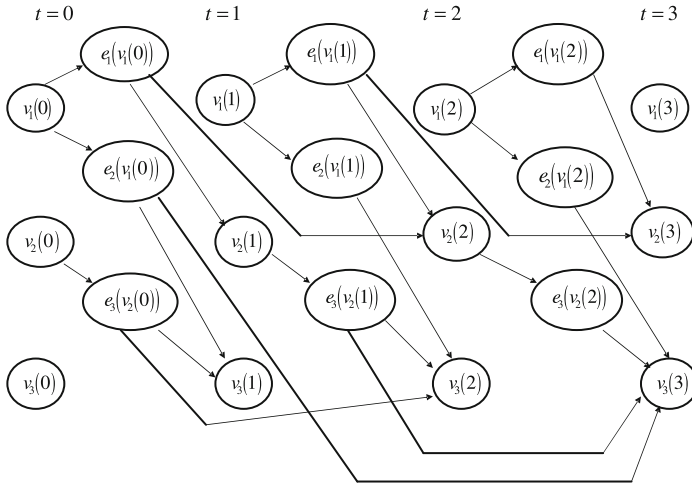 t = 0 t = 1 t = 2 t = 3
e₁(v₁(0)) e₁(v₁(1)) e₁(v₁(2))
v₁(0) v₁(1) v₁(2) v₁(3)
e₂(v₁(0)) e₂(v₁(1)) e₂(v₁(2))
v₂(0) v₂(1) v₂(2) v₂(3)
e₃(v₂(0)) e₃(v₂(1)) e₃(v₂(2))
v₃(0) v₃(1) v₃(2) v₃(3)